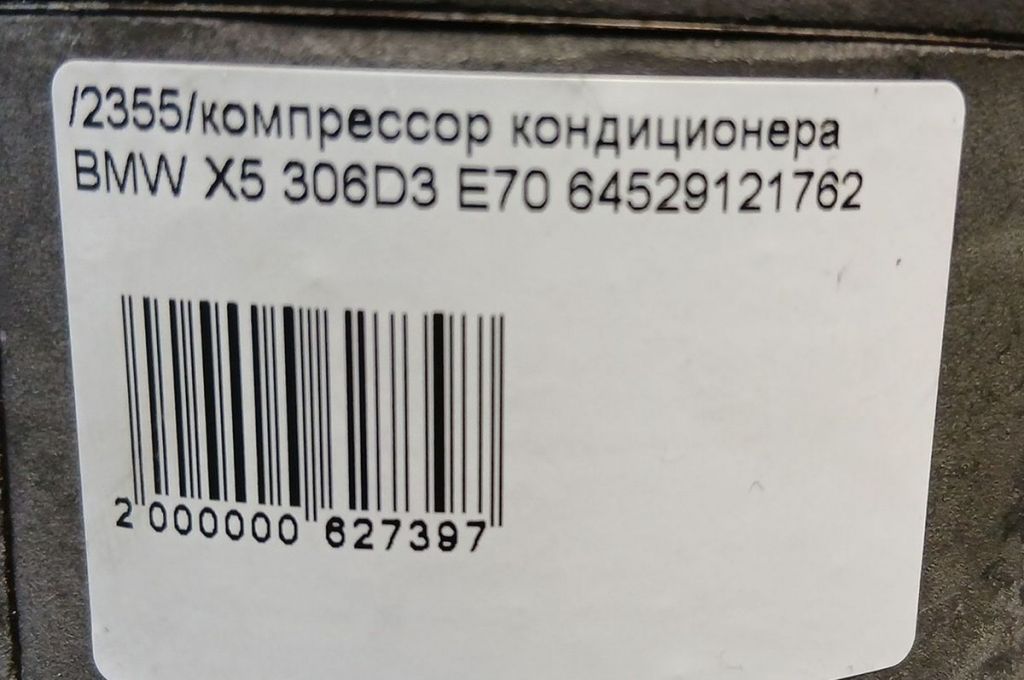 /2355/компрессор кондиционера
BMW X5 306D3 E70 64529121762
2 000000 627397